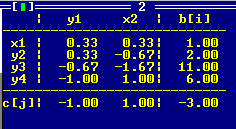 [ ] 2
y1 ¦ x2 ¦ b[i]
x1 ¦ 0.33 0.33¦ 1.00
y2 ¦ 0.33 -0.67¦ 2.00
y3 ¦ -0.67 -1.67¦ 11.00
y4 ¦ -1.00 1.00¦ 6.00
c[j]¦ -1.00 1.00¦ -3.00